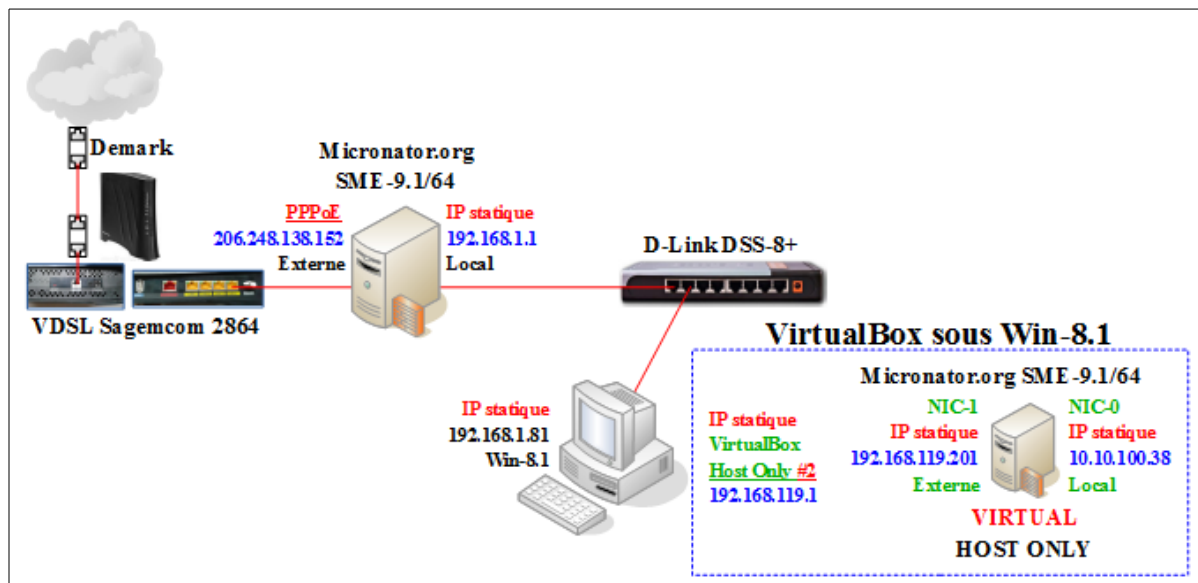 Demark
Micronator.org
SME-9.1/64
PPPoE
206.248.138.152
Externe
IP statique
192.168.1.1
Local
VDSL Sagemcom 2864
D-Link DSS-8+
IP statique
192.168.1.81
Win-8.1
VirtualBox sous Win-8.1
IP statique
VirtualBox
Host Only #2
192.168.119.1
Micronator.org SME-9.1/64
NIC-1
IP statique
192.168.119.201
Externe
NIC-0
IP statique
10.10.100.38
Local
VIRTUAL
HOST ONLY